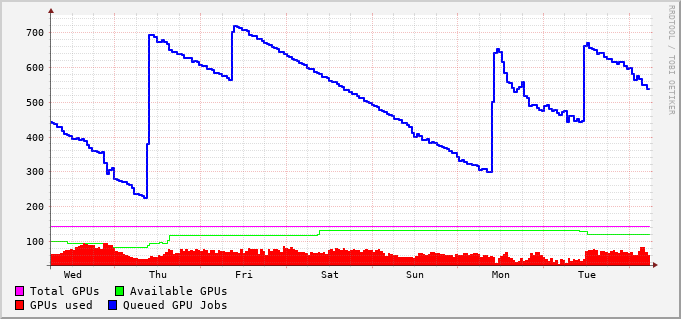 700
600
500
400
300
200
100
Wed Thu Fri Sat Sun Mon Tue
Total GPUs Available GPUs
GPUs used Queued GPU Jobs
RRDTOOL / TOBI OETIKER